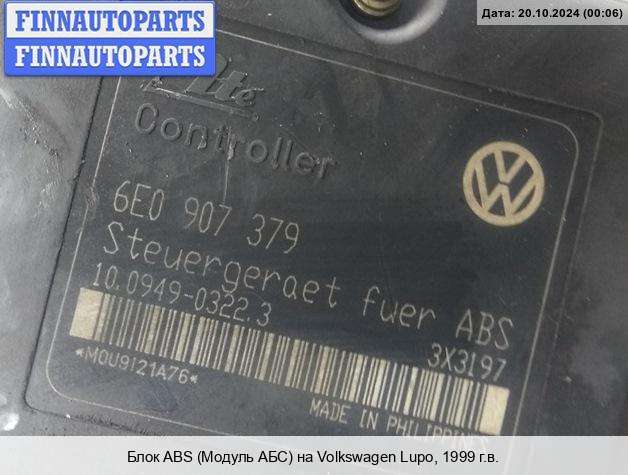 FINNAUTOPARTS
FINNAUTOPARTS
Дата: 20.10.2024 (00:06)
Ate
Controller
6E0 907 379
Steuergeraet fuer ABS
10.0949-0322.3
3X3197
*M0U9121A76*
MADE IN PHILIPPINES
Блок ABS (Модуль АБС) на Volkswagen Lupo, 1999 г.в.